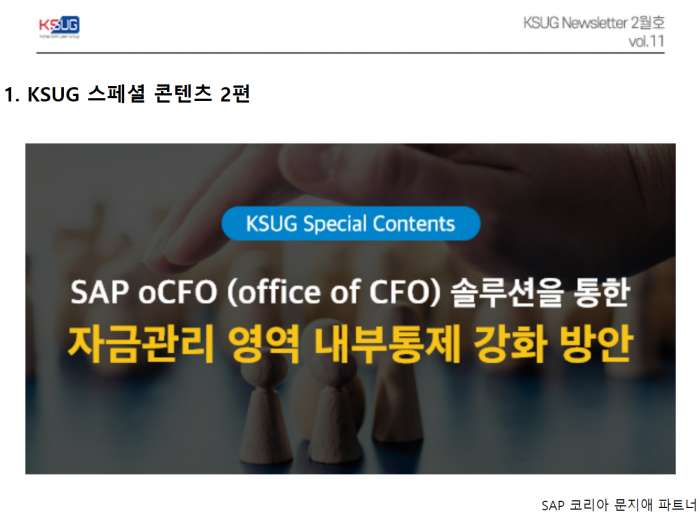 KSUG
KSUG Newsletter 2월호
vol.11
1. KSUG 스페셜 콘텐츠 2편
KSUG Special Contents
SAP oCFO (office of CFO) 솔루션을 통한
자금관리 영역 내부통제 강화 방안
SAP 코리아 문지애 파트너